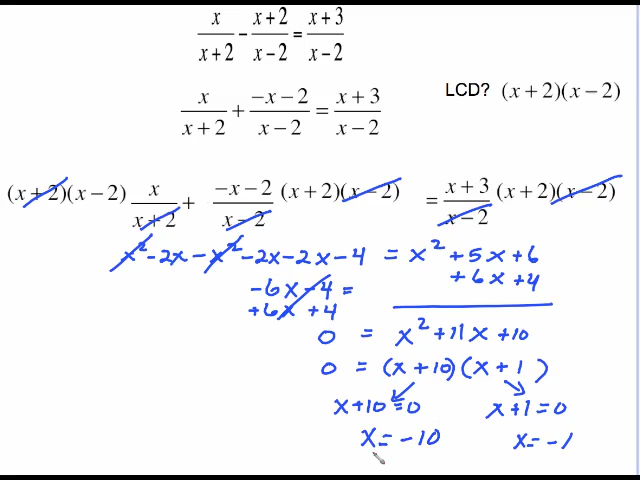 x/(x+2) - (x+2)/(x-2) = (x+3)/(x-2)
x/(x+2) + (-x-2)/(x-2) = (x+3)/(x-2)
LCD? (x+2)(x-2)
(x+2)(x-2) x/(x+2) + (-x-2)/(x-2) (x+2)(x-2) = (x+3)/(x-2) (x+2)(x-2)
x² -2x -x² -2x -2x -4 = x² +5x +6
-6x -4 = +6x +4
+6x +4
0 = x² +11x +10
0 = (x+10)(x+1)
x+10=0 x+1=0
x=-10 x=-1